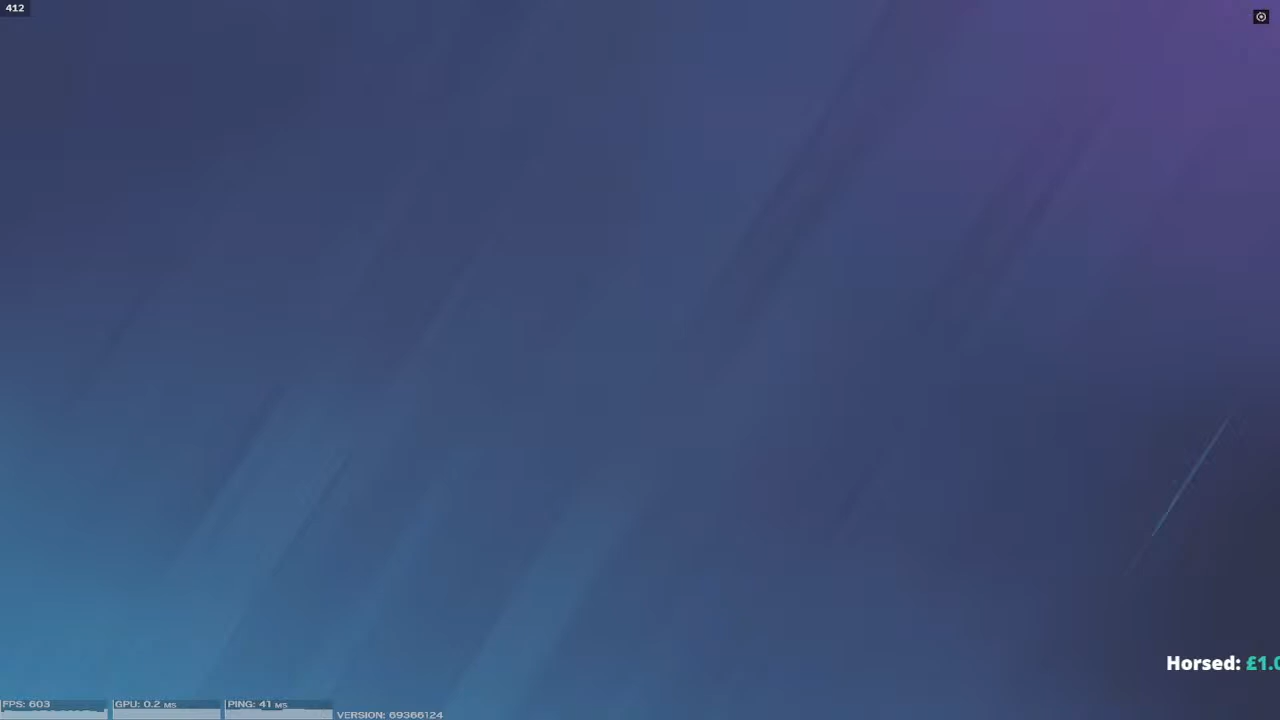 412
Horsed: £1.0
FPS: 603
GPU: 0.2 MS
PING: 41 MS
VERSION: 69366124